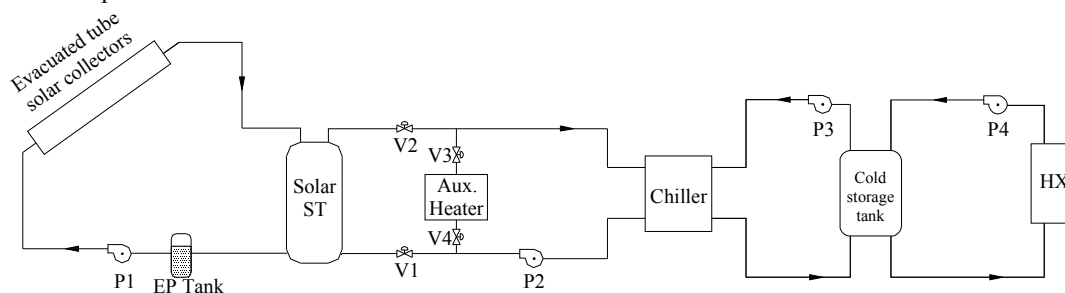 Evacuated tube
solar collectors
Solar
ST
V2
V3
Aux.
Heater
V4
V1
P1
EP Tank
P2
Chiller
P3
Cold
storage
tank
P4
HX